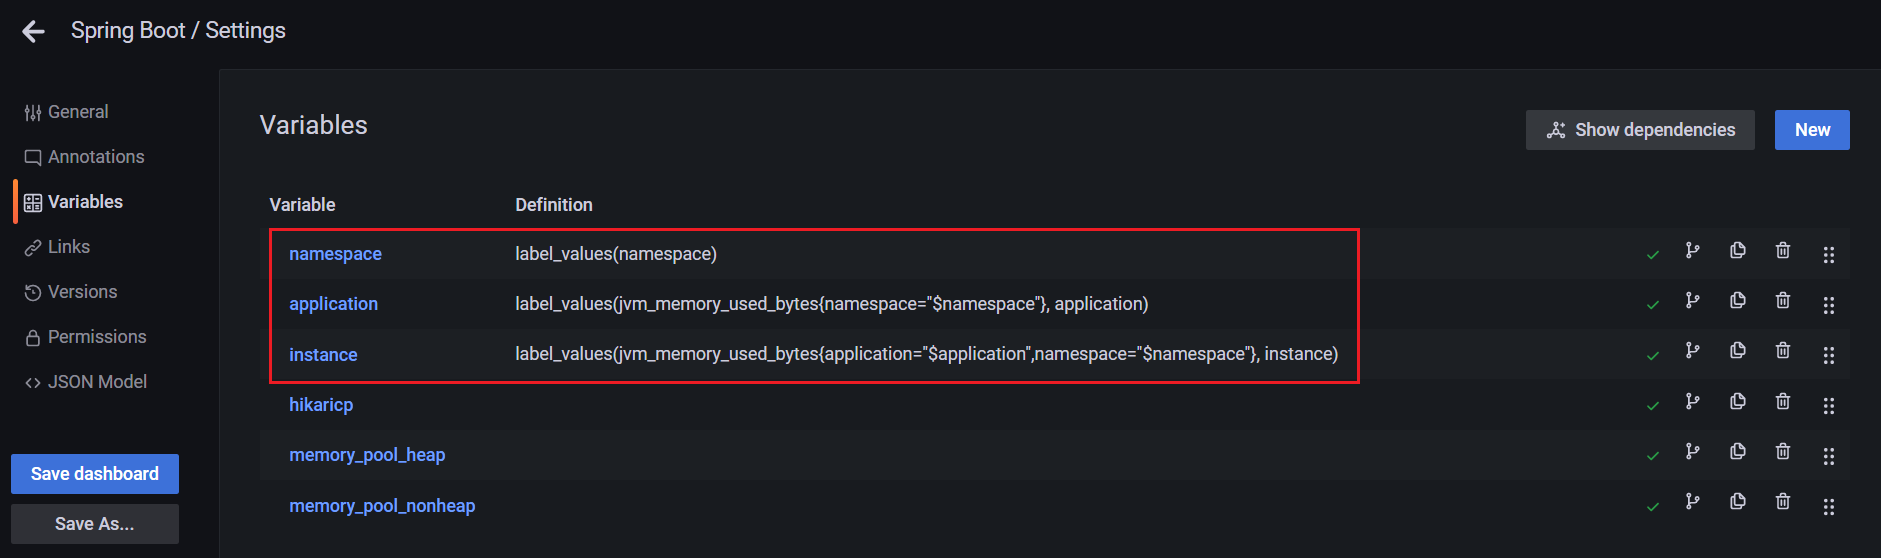 Spring Boot / Settings
General
Annotations
Variables
Links
Versions
Permissions
JSON Model
Save dashboard
Save As...
Variables
Show dependencies
New
Variable Definition
namespace label_values(namespace)
application label_values(jvm_memory_used_bytes{namespace="$namespace"}, application)
instance label_values(jvm_memory_used_bytes{application="$application",namespace="$namespace"}, instance)
hikaricp
memory_pool_heap
memory_pool_nonheap